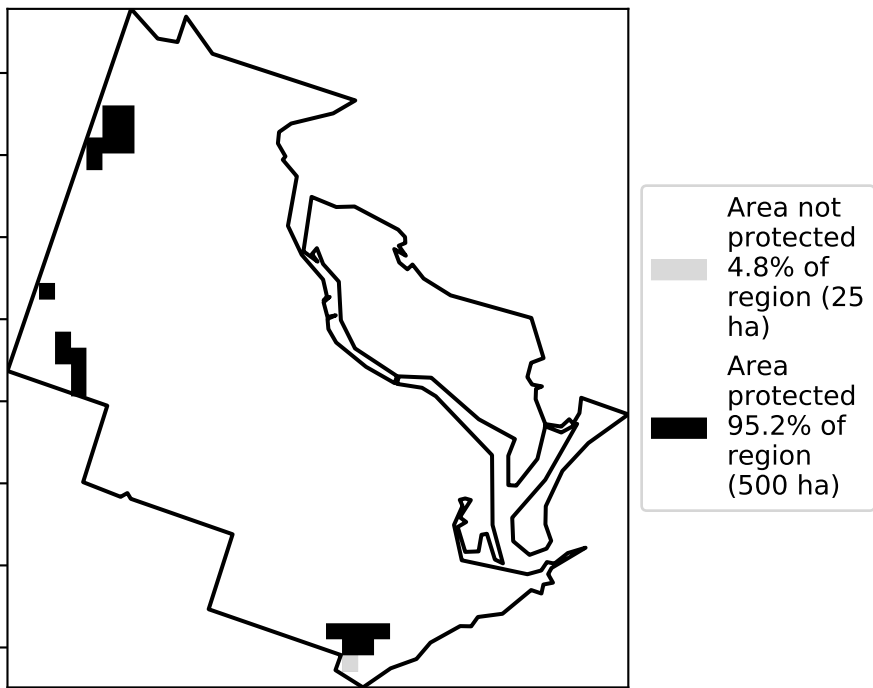 Area not
protected
4.8% of
region (25
ha)
Area
protected
95.2% of
region
(500 ha)